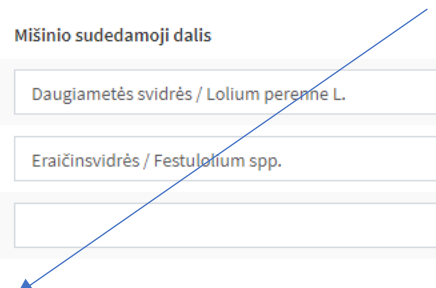 Mišinio sudedamoji dalis
Daugiametės svidrės / Lolium perenne L.
Eraičinsvidrės / Festulolium spp.